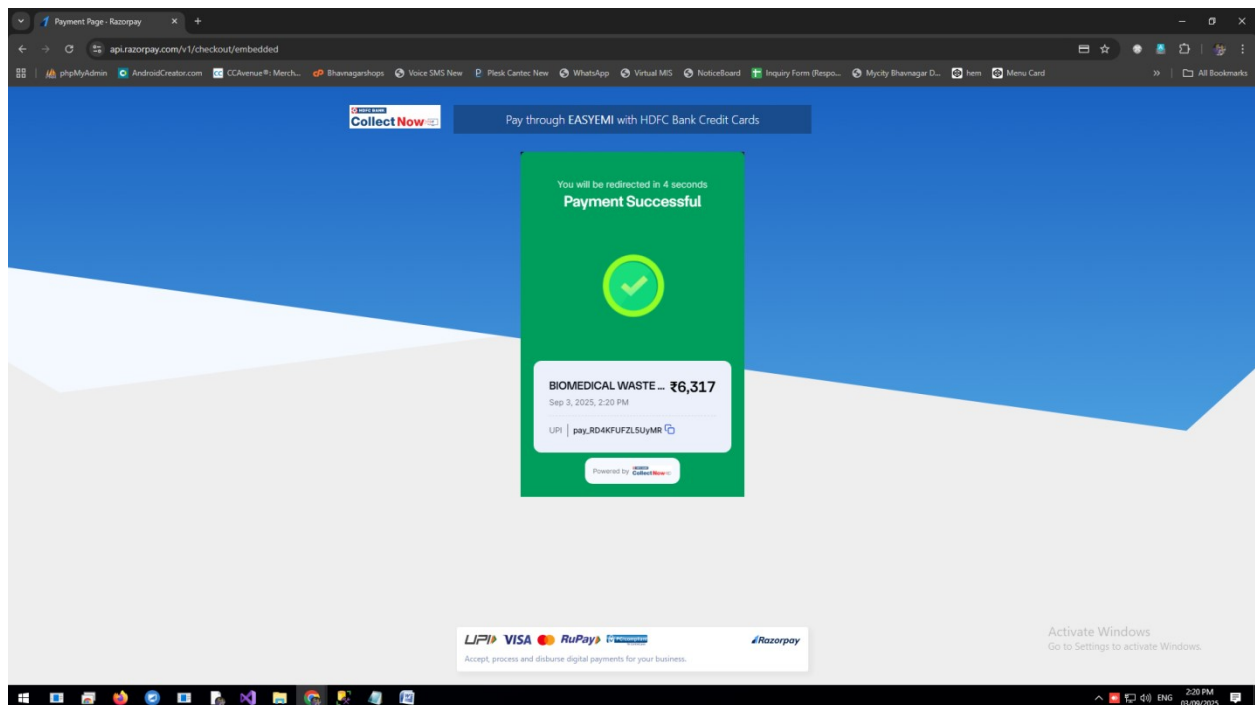 Payment Page - Razorpay
api.razorpay.com/v1/checkout/embedded
phpMyAdmin AndroidCreator.com CCAvenue®: Merch... Bhavnagarshops Voice SMS New Plesk Cantec New WhatsApp Virtual MIS NoticeBoard Inquiry Form (Respo... Mycity Bhavnagar D... hem Menu Card All Bookmarks
HDFC BANK
Collect Now
Pay through EASYEMI with HDFC Bank Credit Cards
You will be redirected in 4 seconds
Payment Successful
BIOMEDICAL WASTE ... ₹6,317
Sep 3, 2025, 2:20 PM
UPI | pay_RD4KFUFZL5UyMR
Powered by CollectNow
UPI VISA RuPay
Razorpay
Accept, process and disburse digital payments for your business.
Activate Windows
Go to Settings to activate Windows.
ENG
2:20 PM
03/09/2025